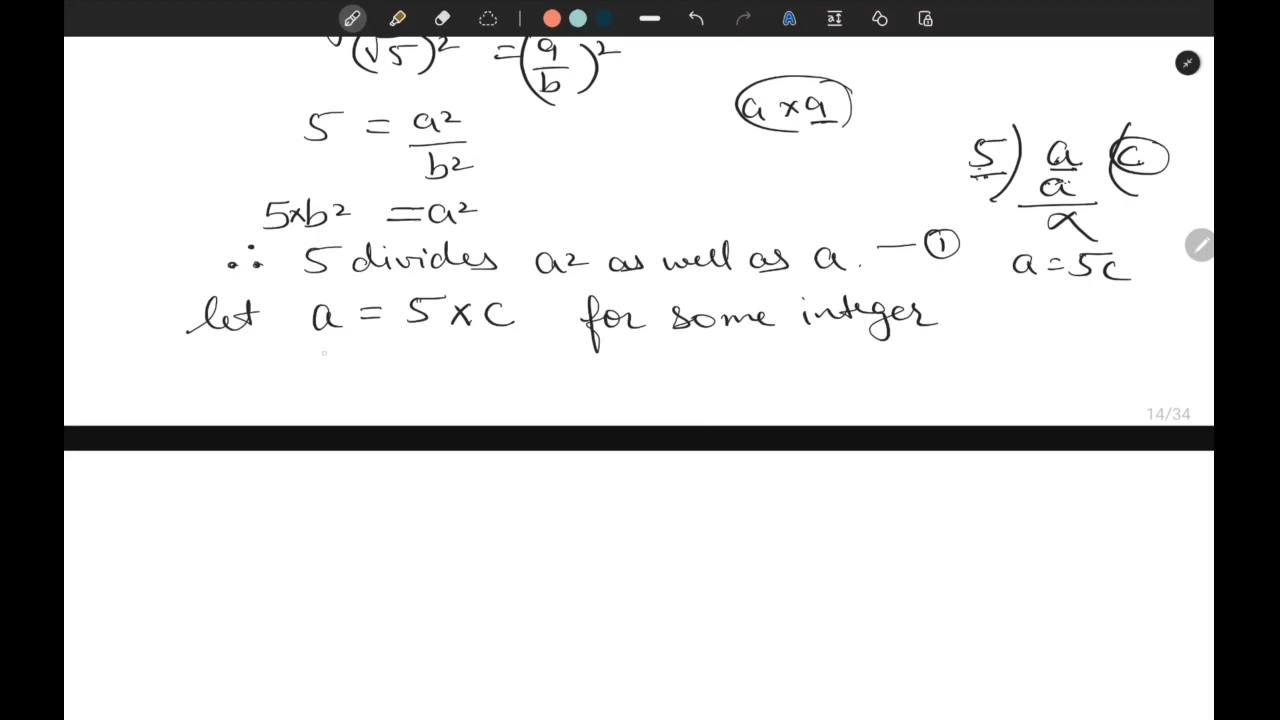 (√5)² = (a/b)²
a × a
5 = a²/b²
5) a (c
a
x
5×b² = a²
∴ 5 divides a² as well as a. — ①
a = 5c
let a = 5 × c for some integer
14/34